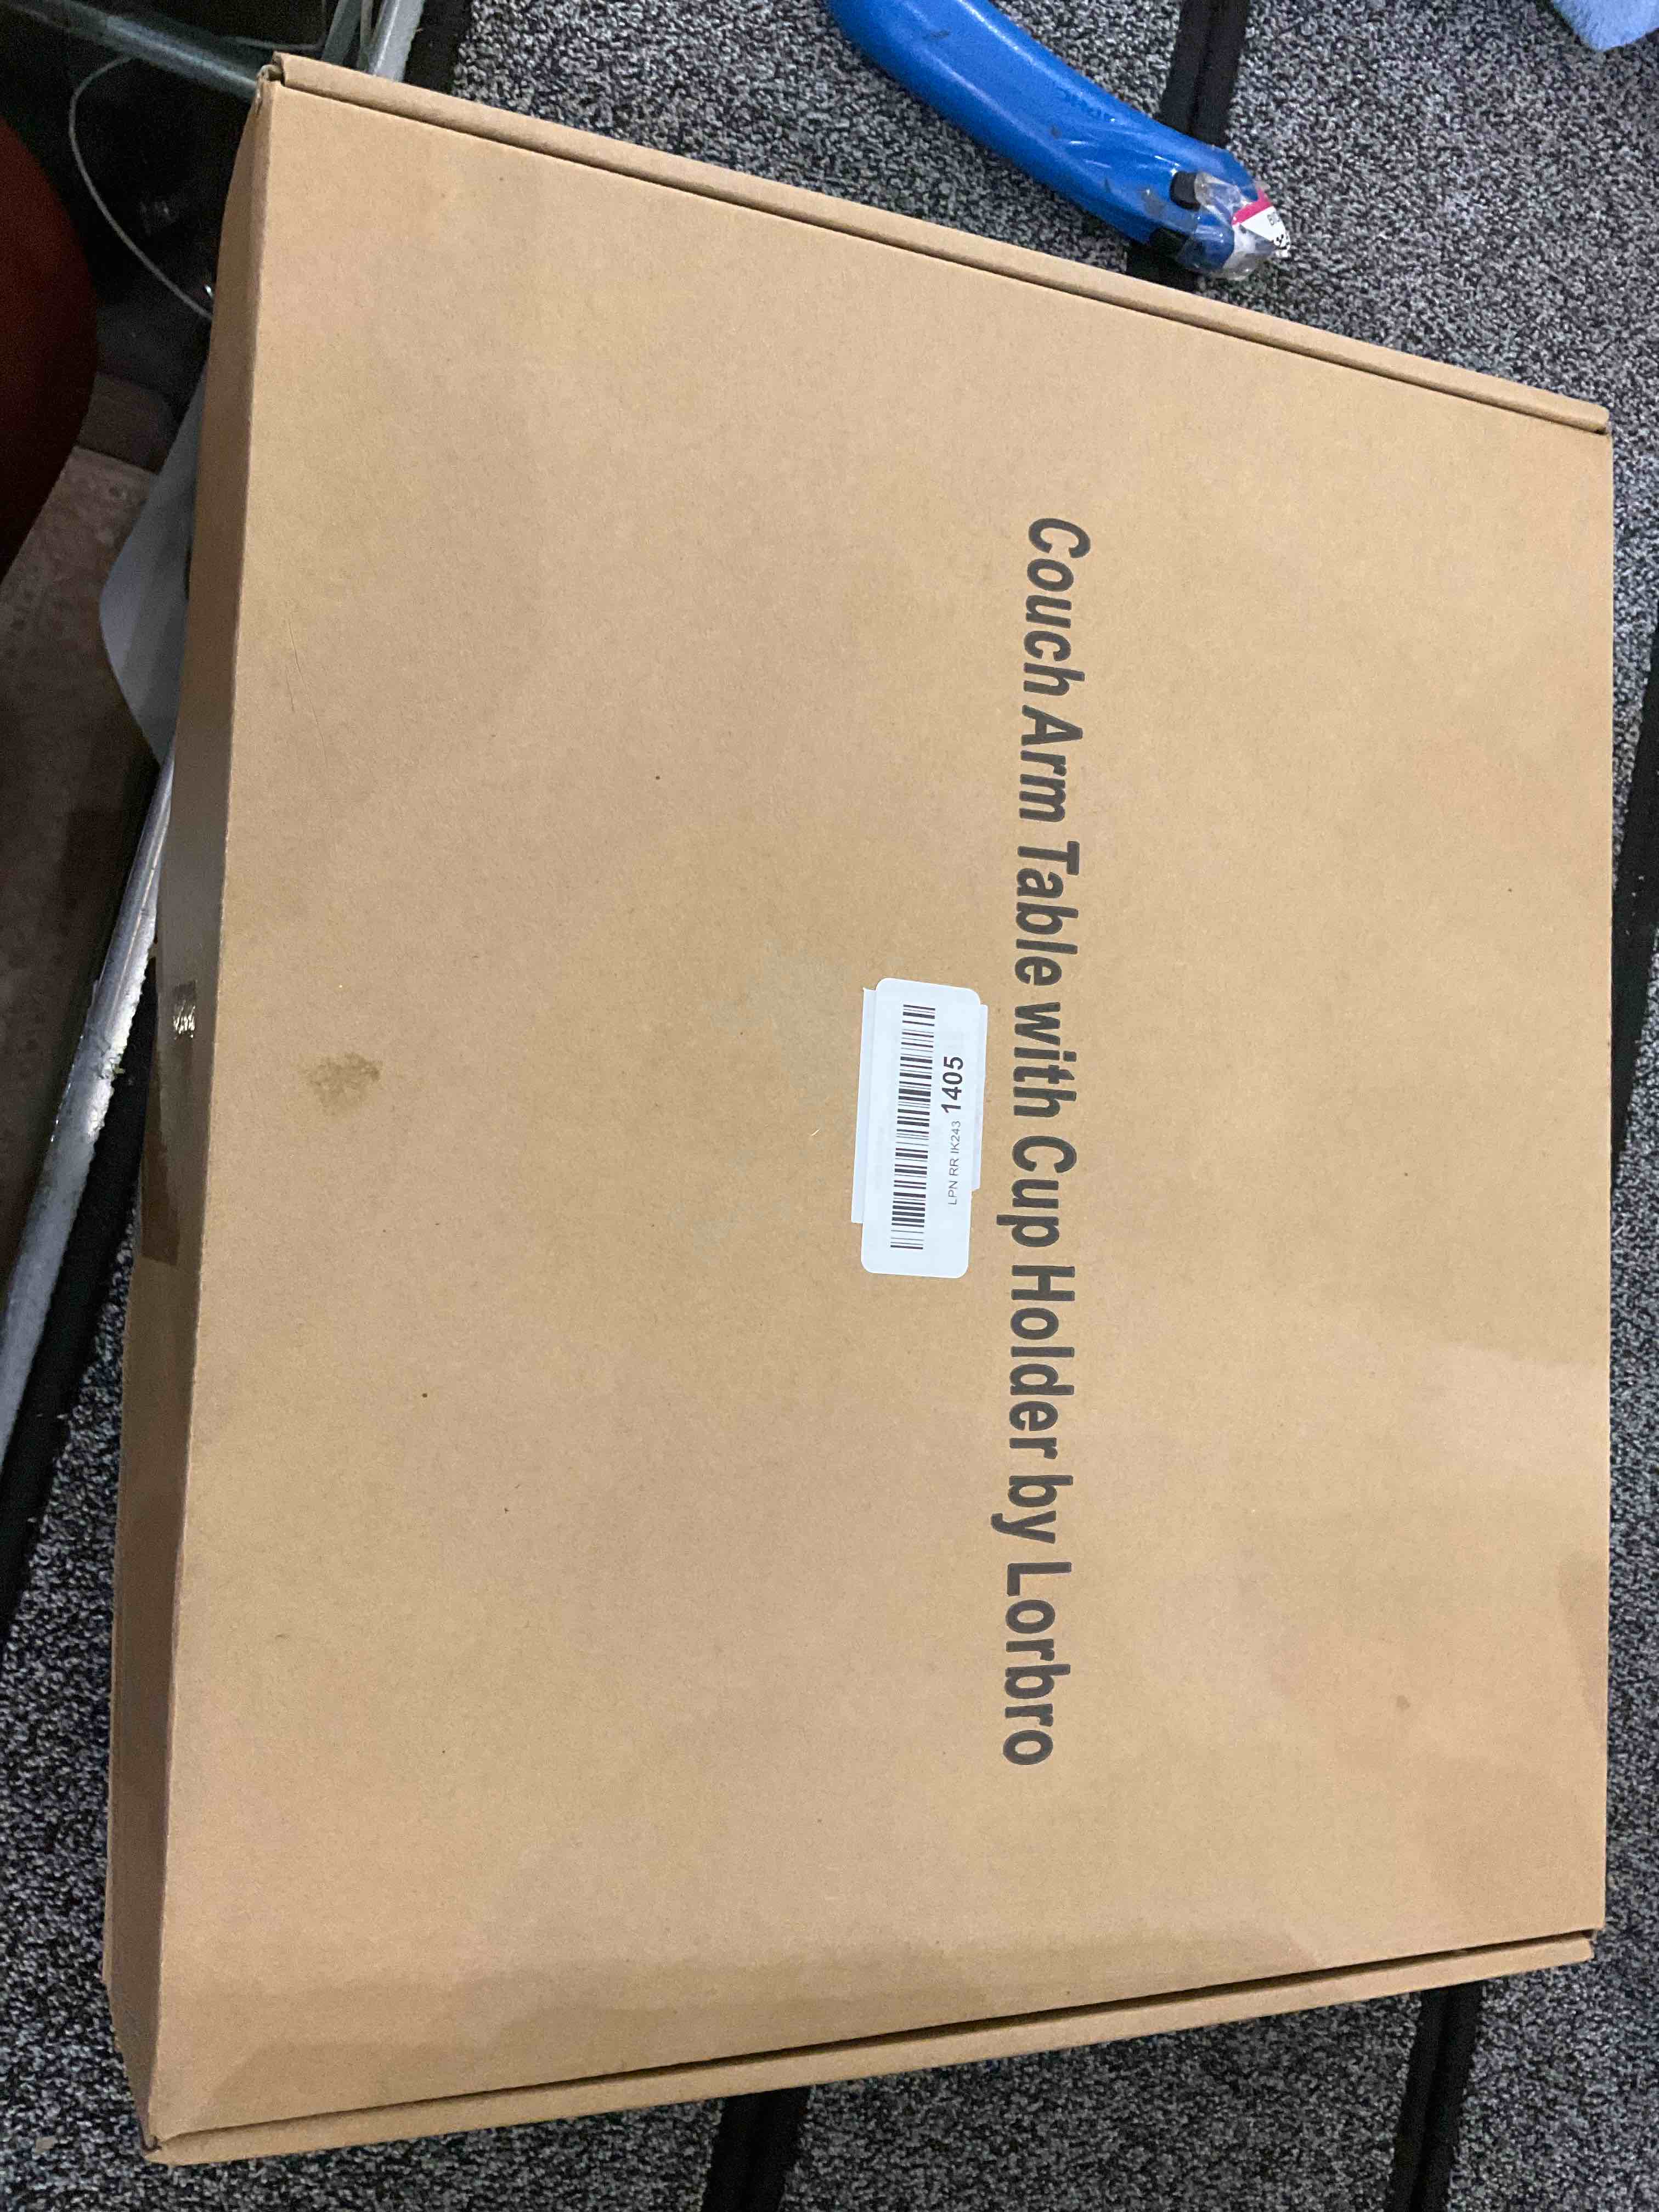 Couch Arm Table with Cup Holder by Lorbro
LPN RR IK243 1405